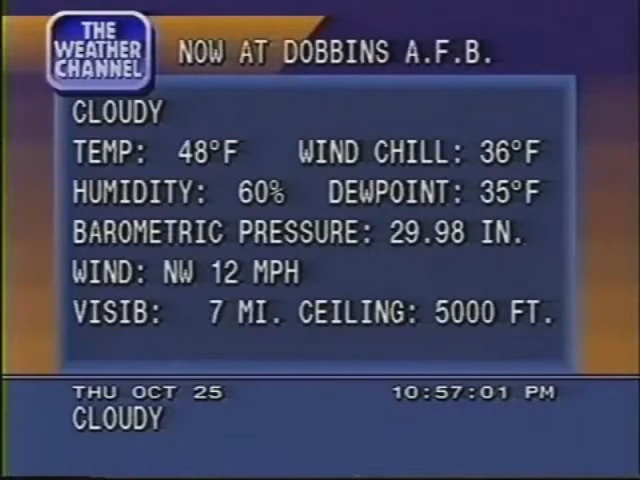 THE
WEATHER
CHANNEL
NOW AT DOBBINS A.F.B.
CLOUDY
TEMP: 48°F WIND CHILL: 36°F
HUMIDITY: 60% DEWPOINT: 35°F
BAROMETRIC PRESSURE: 29.98 IN.
WIND: NW 12 MPH
VISIB: 7 MI. CEILING: 5000 FT.
THU OCT 25 10:57:01 PM
CLOUDY